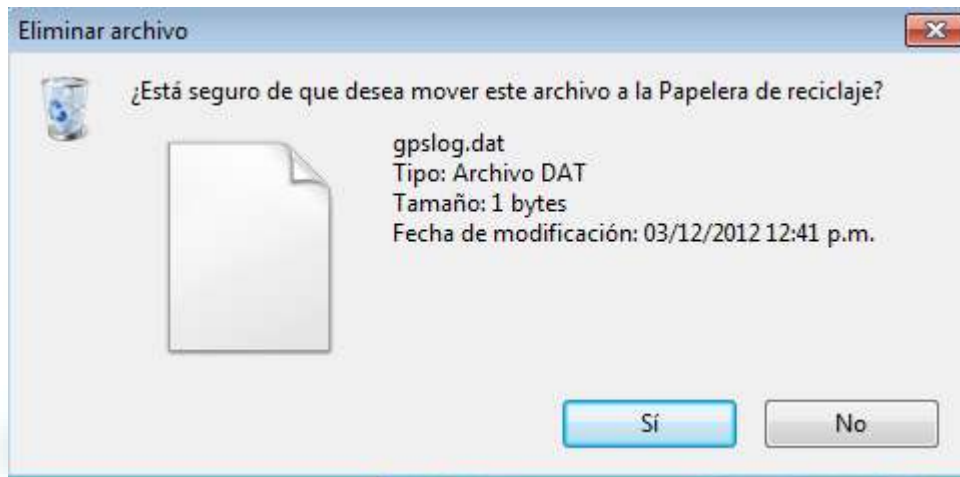 Eliminar archivo
¿Está seguro de que desea mover este archivo a la Papelera de reciclaje?
gpslog.dat
Tipo: Archivo DAT
Tamaño: 1 bytes
Fecha de modificación: 03/12/2012 12:41 p.m.
Sí No